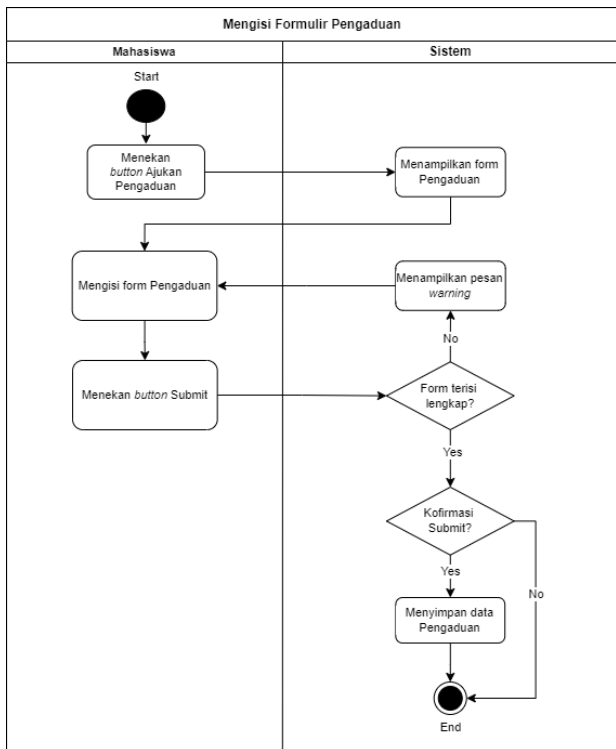 Mengisi Formulir Pengaduan
Mahasiswa
Sistem
Start
Menekan
button Ajukan
Pengaduan
Menampilkan form
Pengaduan
Mengisi form Pengaduan
Menampilkan pesan
warning
No
Menekan button Submit
Form terisi
lengkap?
Yes
Kofirmasi
Submit?
Yes
No
Menyimpan data
Pengaduan
End